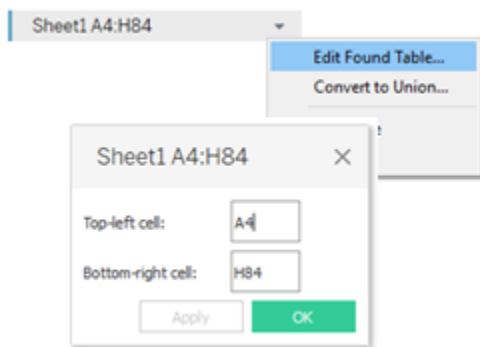 Sheet1 A4:H84
Edit Found Table...
Convert to Union...
Sheet1 A4:H84
Top-left cell:
A4
Bottom-right cell:
H84
Apply
OK